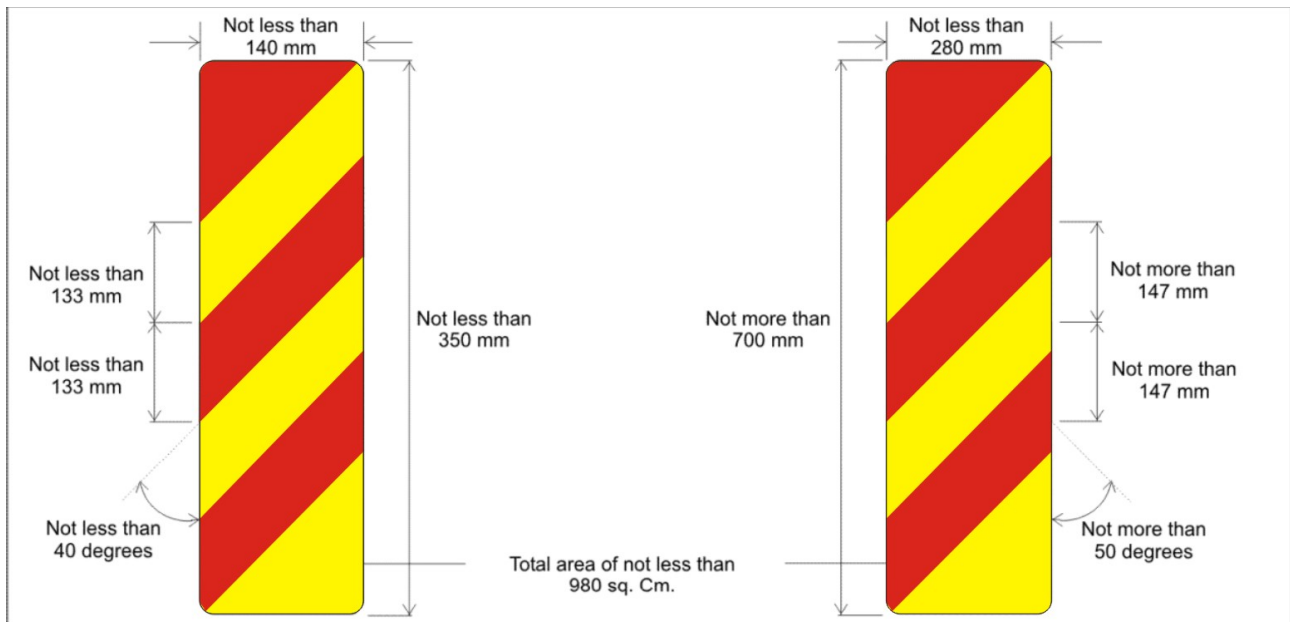 Not less than
140 mm
Not less than
280 mm
Not less than
133 mm
Not less than
133 mm
Not less than
350 mm
Not more than
700 mm
Not more than
147 mm
Not more than
147 mm
Not less than
40 degrees
Total area of not less than
980 sq. Cm.
Not more than
50 degrees